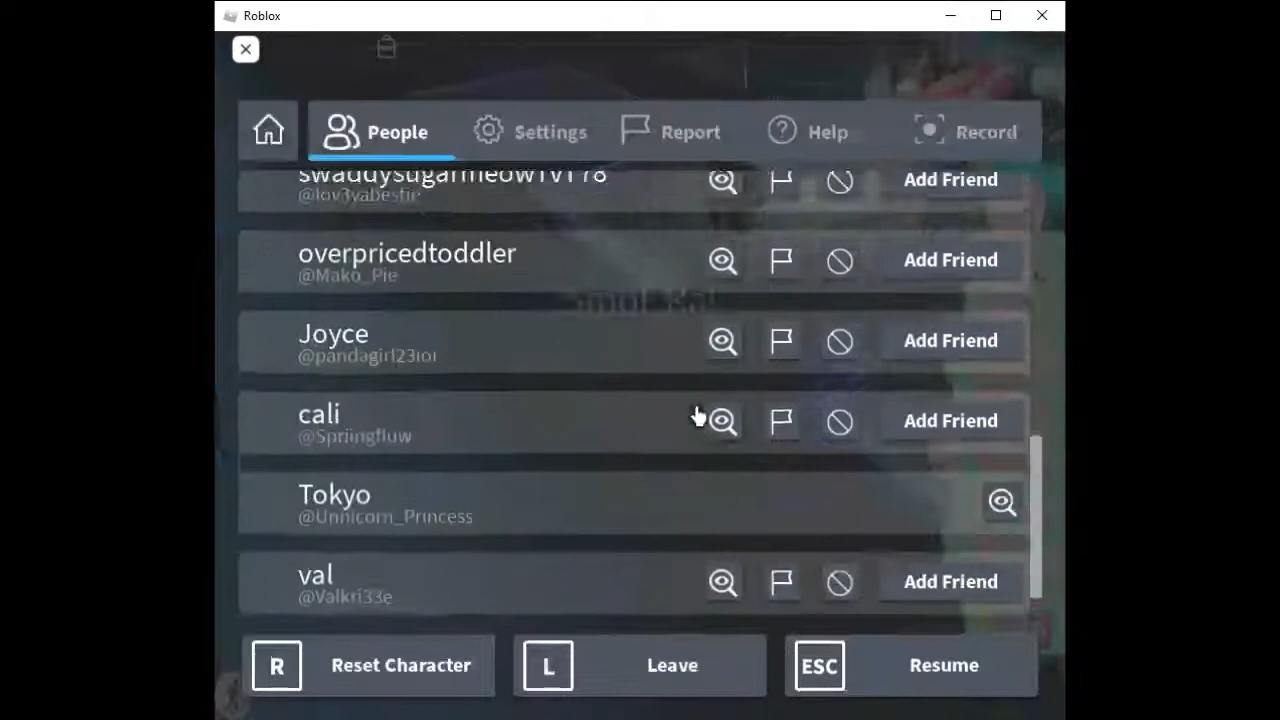 Roblox
People
Settings
Report
Help
Record
@lov3yabestie
Add Friend
overpricedtoddler
@Mako_Pie
Add Friend
Joyce
Add Friend
cali
@Spriingfluw
Add Friend
Tokyo
@Unnicorn_Princess
val
@Valkri33e
Add Friend
R
Reset Character
L
Leave
ESC
Resume